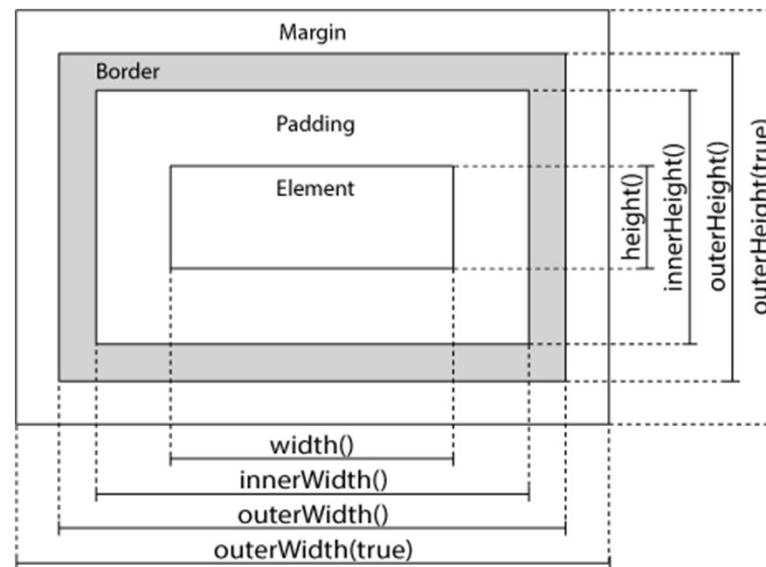 Margin
Border
Padding
Element
height()
innerHeight()
outerHeight()
outerHeight(true)
width()
innerWidth()
outerWidth()
outerWidth(true)